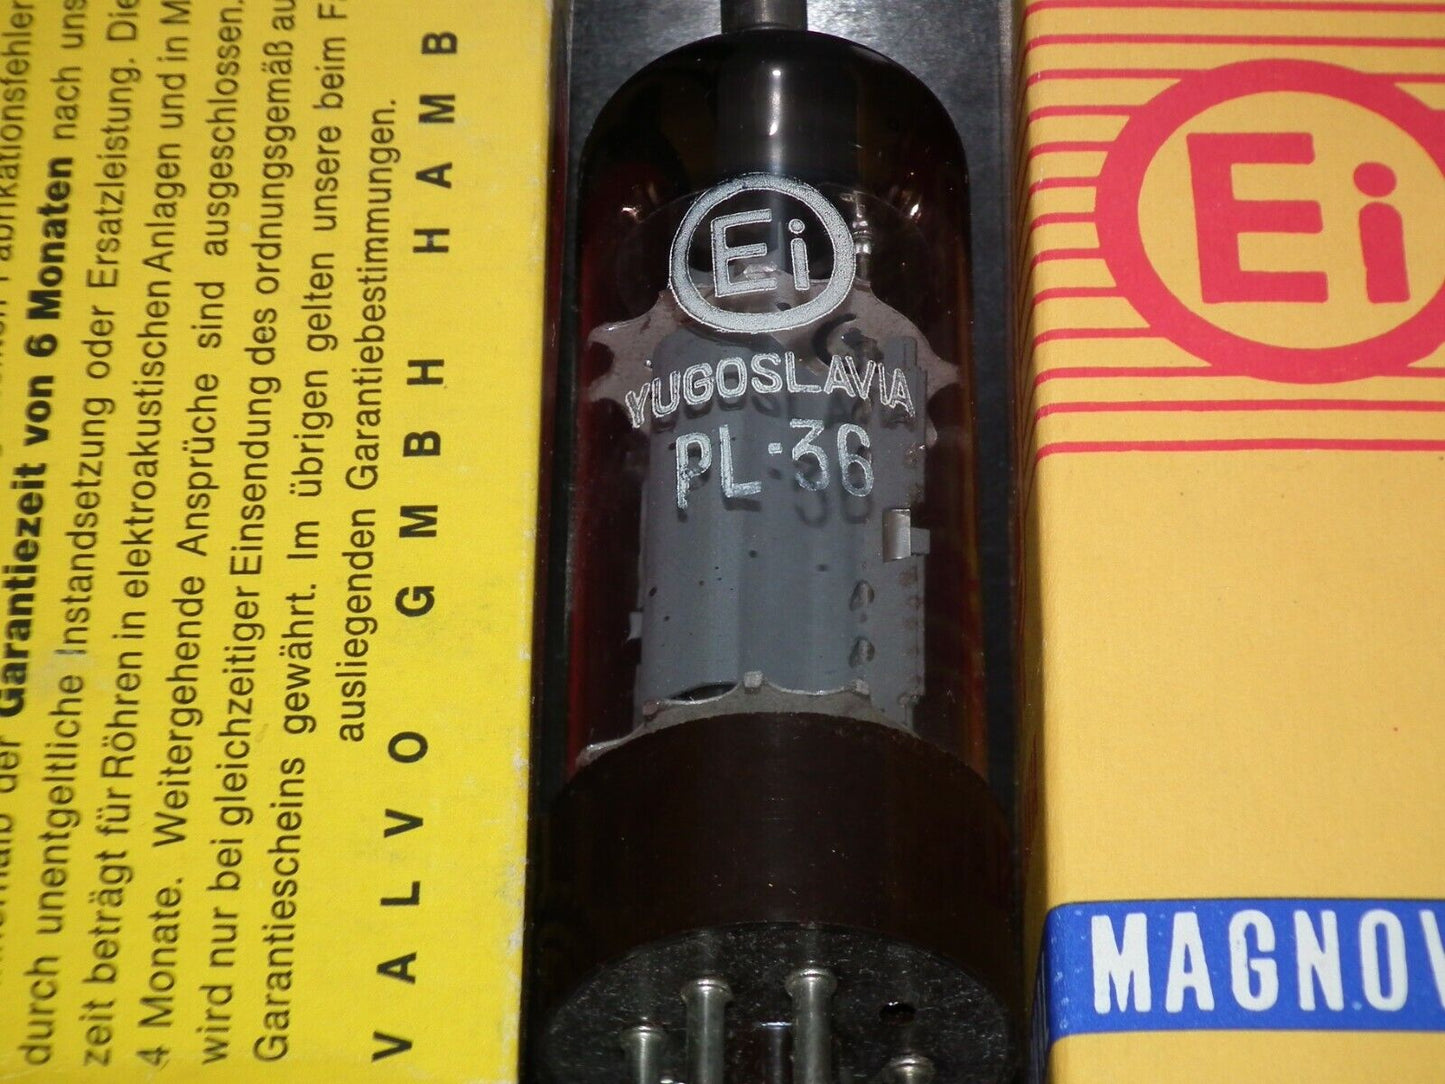 Garantiezeit von 6 Monaten nach
durch unentgeltliche Instandsetzung oder Ersatzleistung.
zeit beträgt für Röhren in elektroakustischen Anlagen und in
4 Monate. Weitergehende Ansprüche sind ausgeschlossen.
wird nur bei gleichzeitiger Einsendung des ordnungsgemäß
Garantiescheins gewährt. Im übrigen gelten unsere beim
ausliegenden Garantiebestimmungen.
VALVO GMBH HAMB
Ei
YUGOSLAVIA
PL-36
Ei
MAGNOV